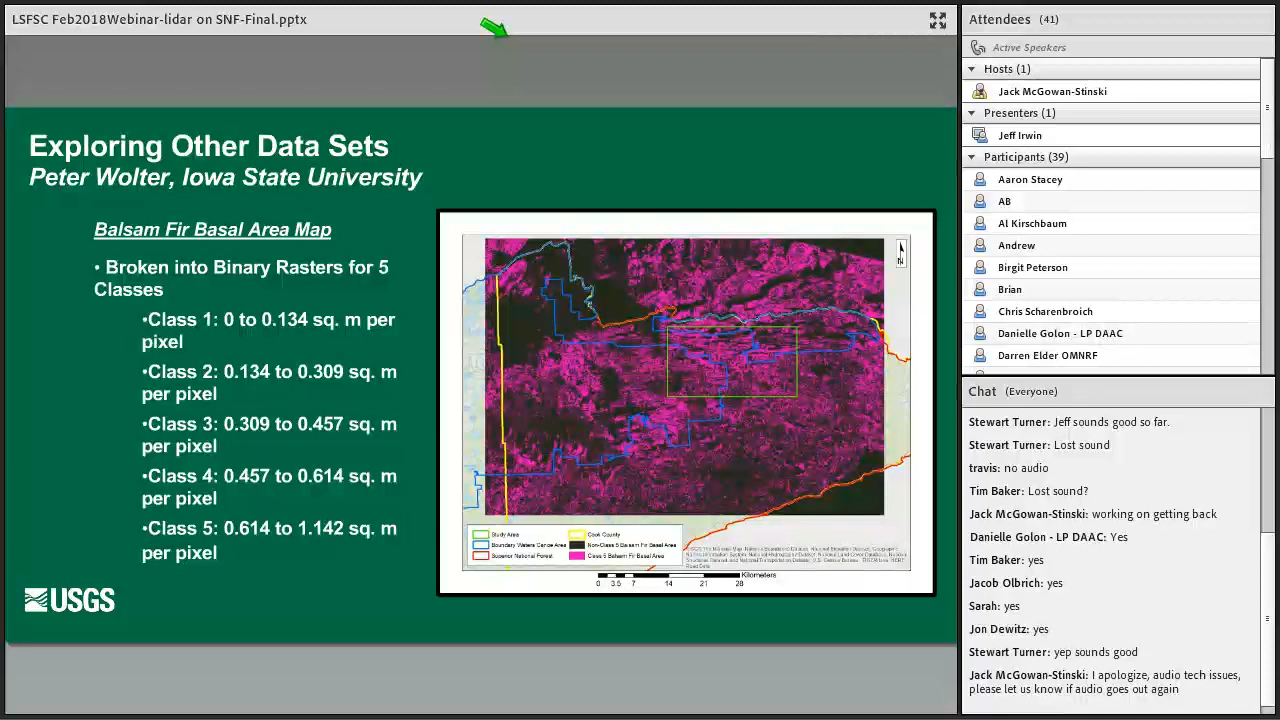 LSFSC Feb2018Webinar-lidar on SNF-Final.pptx
Exploring Other Data Sets
Peter Wolter, Iowa State University
Balsam Fir Basal Area Map
• Broken into Binary Rasters for 5
Classes
•Class 1: 0 to 0.134 sq. m per
pixel
•Class 2: 0.134 to 0.309 sq. m
per pixel
•Class 3: 0.309 to 0.457 sq. m
per pixel
•Class 4: 0.457 to 0.614 sq. m
per pixel
•Class 5: 0.614 to 1.142 sq. m
per pixel
USGS
N
Study Area
Boundary Waters Canoe Area
Superior National Forest
Cook County
Non-Class 5 Balsam Fir Basal Area
Class 5 Balsam Fir Basal Area
Kilometers
0 3.5 7 14 21 28
Attendees (41)
Active Speakers
Hosts (1)
Jack McGowan-Stinski
Presenters (1)
Jeff Irwin
Participants (39)
Aaron Stacey
AB
Al Kirschbaum
Andrew
Birgit Peterson
Brian
Chris Scharenbroich
Danielle Golon - LP DAAC
Darren Elder OMNRF
Chat (Everyone)
Stewart Turner: Jeff sounds good so far.
Stewart Turner: Lost sound
travis: no audio
Tim Baker: Lost sound?
Jack McGowan-Stinski: working on getting back
Danielle Golon - LP DAAC: Yes
Tim Baker: yes
Jacob Olbrich: yes
Sarah: yes
Jon Dewitz: yes
Stewart Turner: yep sounds good
Jack McGowan-Stinski: I apologize, audio tech issues,
please let us know if audio goes out again